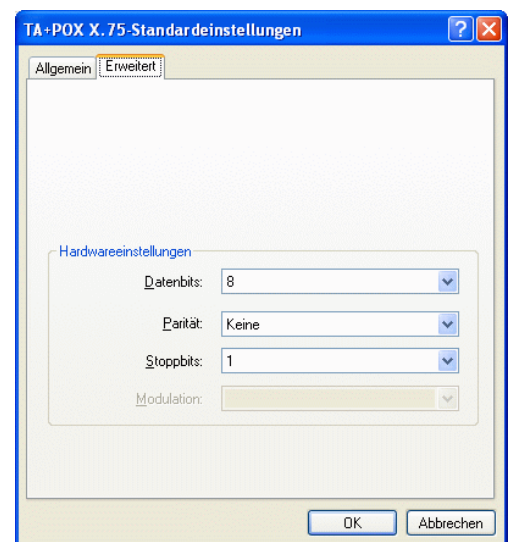 TA+POX X.75-Standardeinstellungen
Allgemein Erweitert
Hardwareeinstellungen
Datenbits: 8
Parität: Keine
Stoppbits: 1
Modulation:
OK Abbrechen